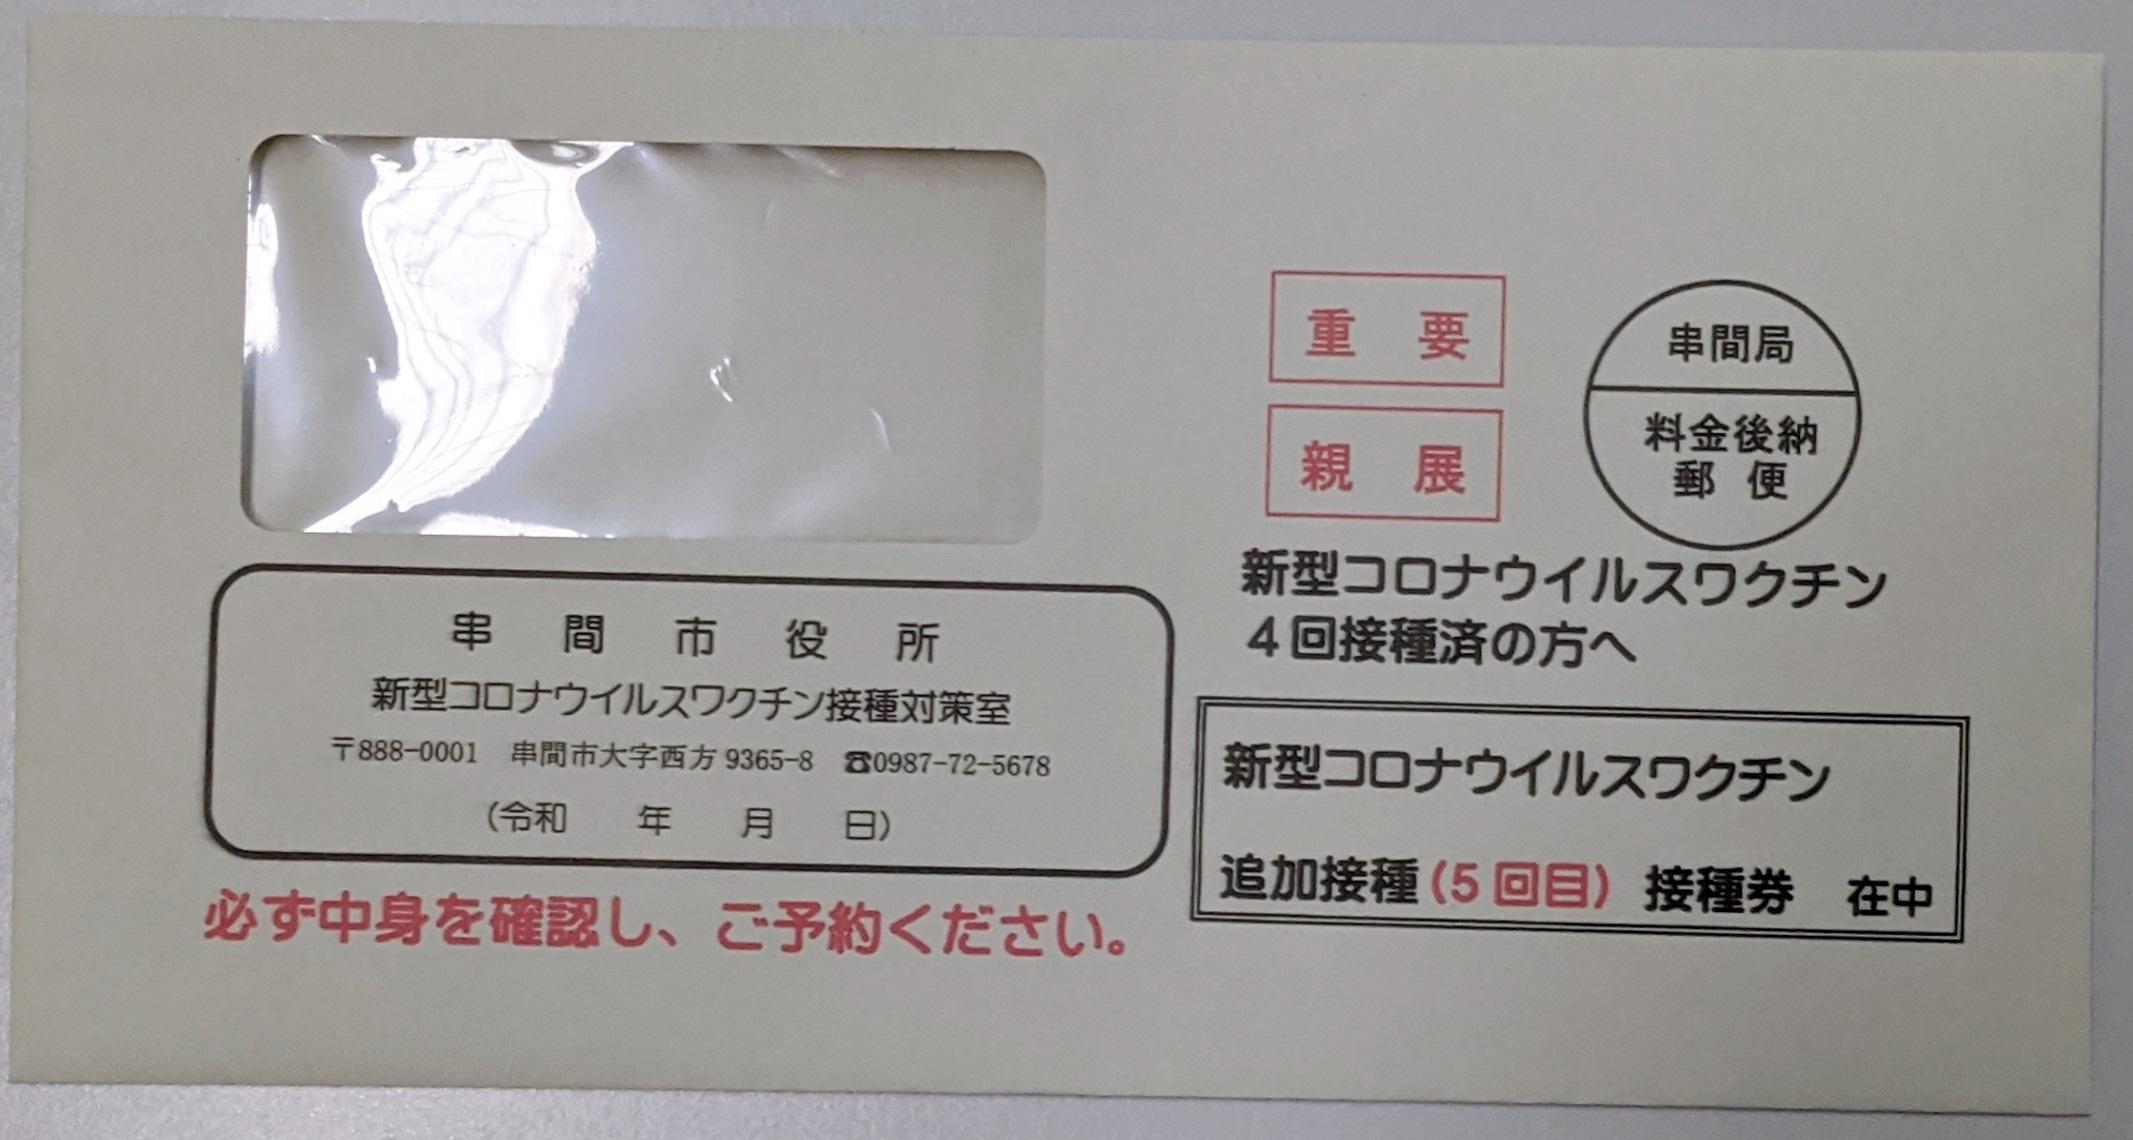 重 要
親 展
串間局
料金後納
郵 便
新型コロナウイルスワクチン
4回接種済の方へ
串 間 市 役 所
新型コロナウイルスワクチン接種対策室
〒888-0001 串間市大字西方9365-8 ☎0987-72-5678
(令和 年 月 日)
新型コロナウイルスワクチン
追加接種(5回目) 接種券 在中
必ず中身を確認し、ご予約ください。